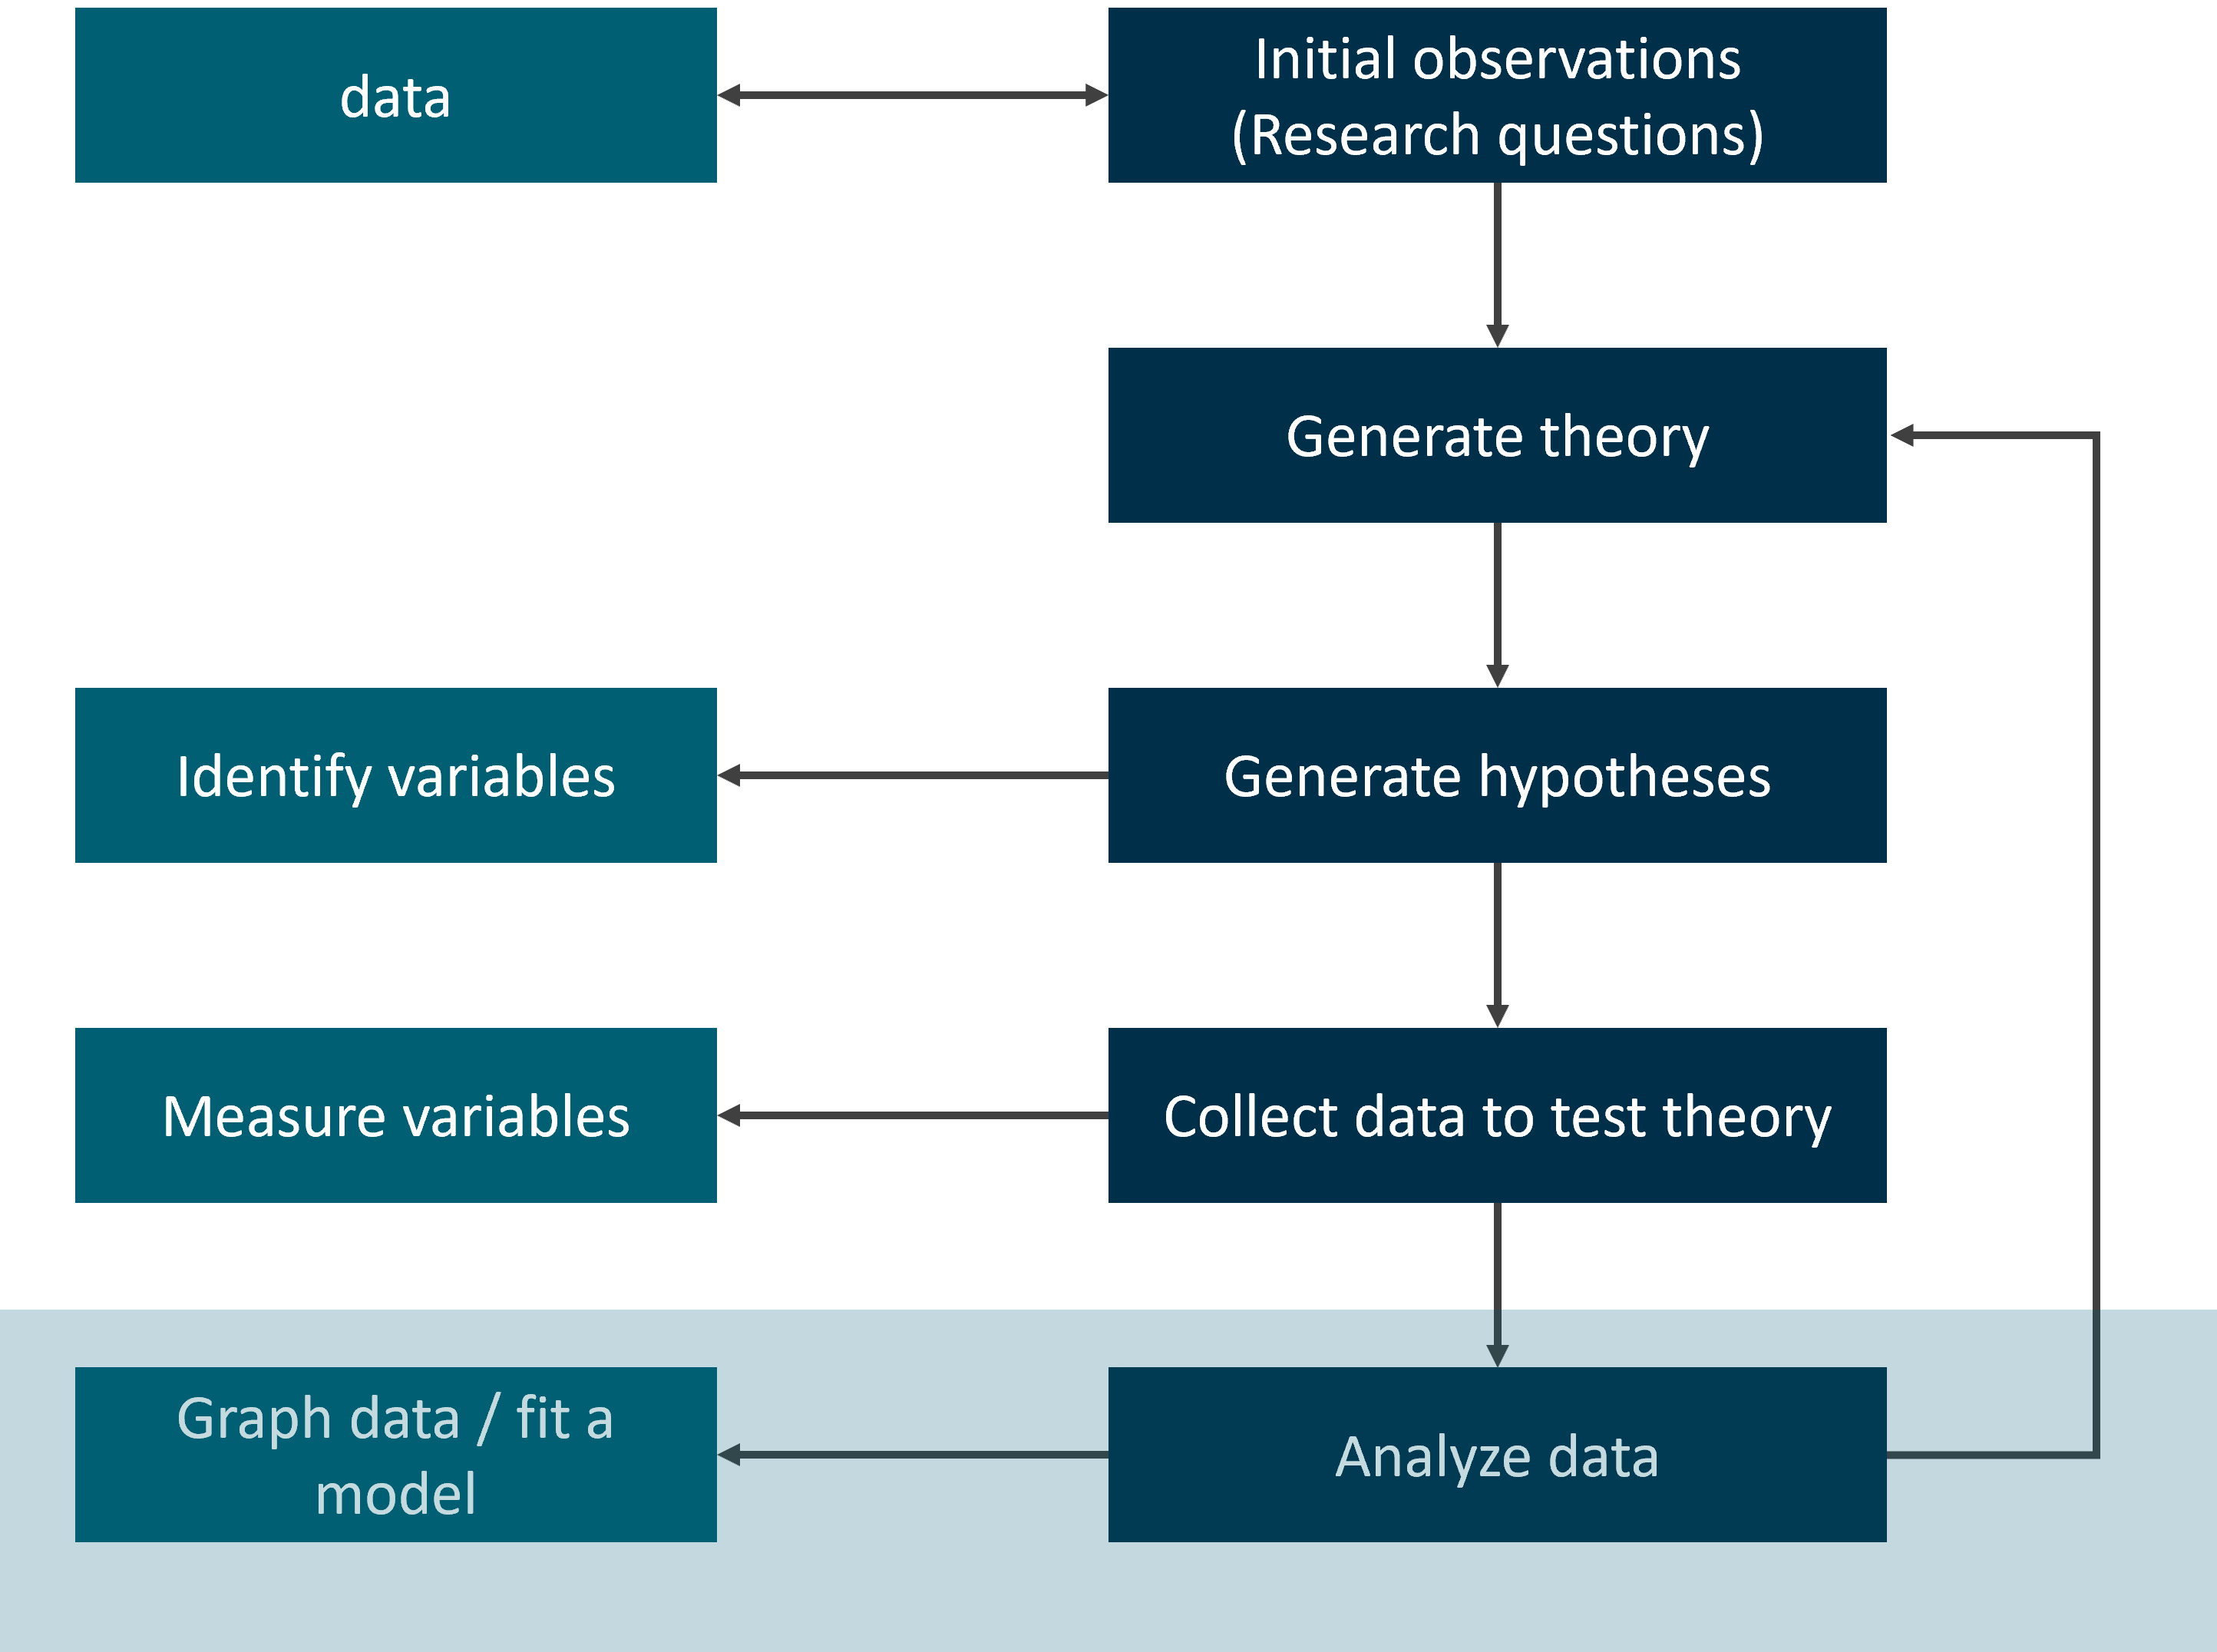 data
Initial observations
(Research questions)
Generate theory
Identify variables
Generate hypotheses
Measure variables
Collect data to test theory
Graph data / fit a
model
Analyze data